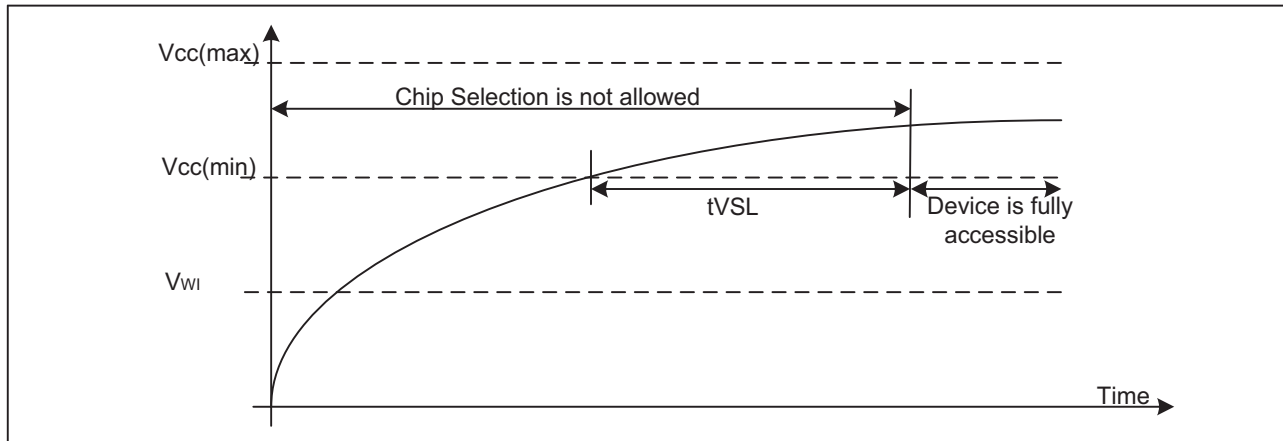 Vcc(max)
Chip Selection is not allowed
Vcc(min)
tVSL
Device is fully
accessible
VWI
Time